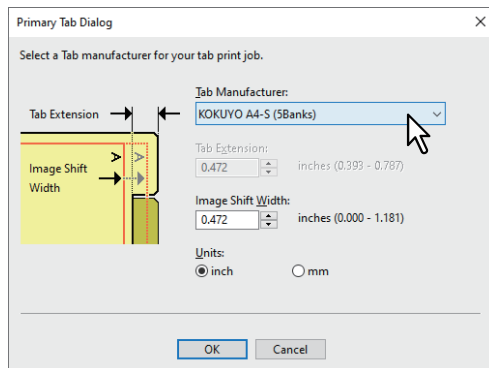 Primary Tab Dialog
Select a Tab manufacturer for your tab print job.
Tab Manufacturer:
KOKUYO A4-S (5Banks)
Tab Extension
Tab Extension:
0.472 inches (0.393 - 0.787)
A A
Image Shift
Width
Image Shift Width:
0.472 inches (0.000 - 1.181)
Units:
inch mm
OK Cancel